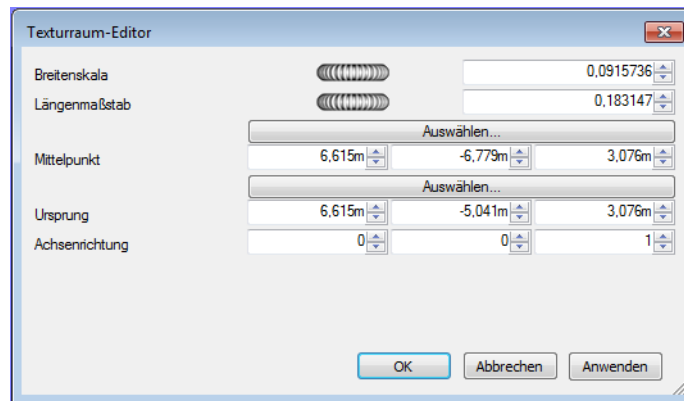 Texturraum-Editor
Breitenskala 0,0915736
Längenmaßstab 0,183147
Auswählen...
Mittelpunkt 6,615m -6,779m 3,076m
Auswählen...
Ursprung 6,615m -5,041m 3,076m
Achsenrichtung 0 0 1
OK Abbrechen Anwenden